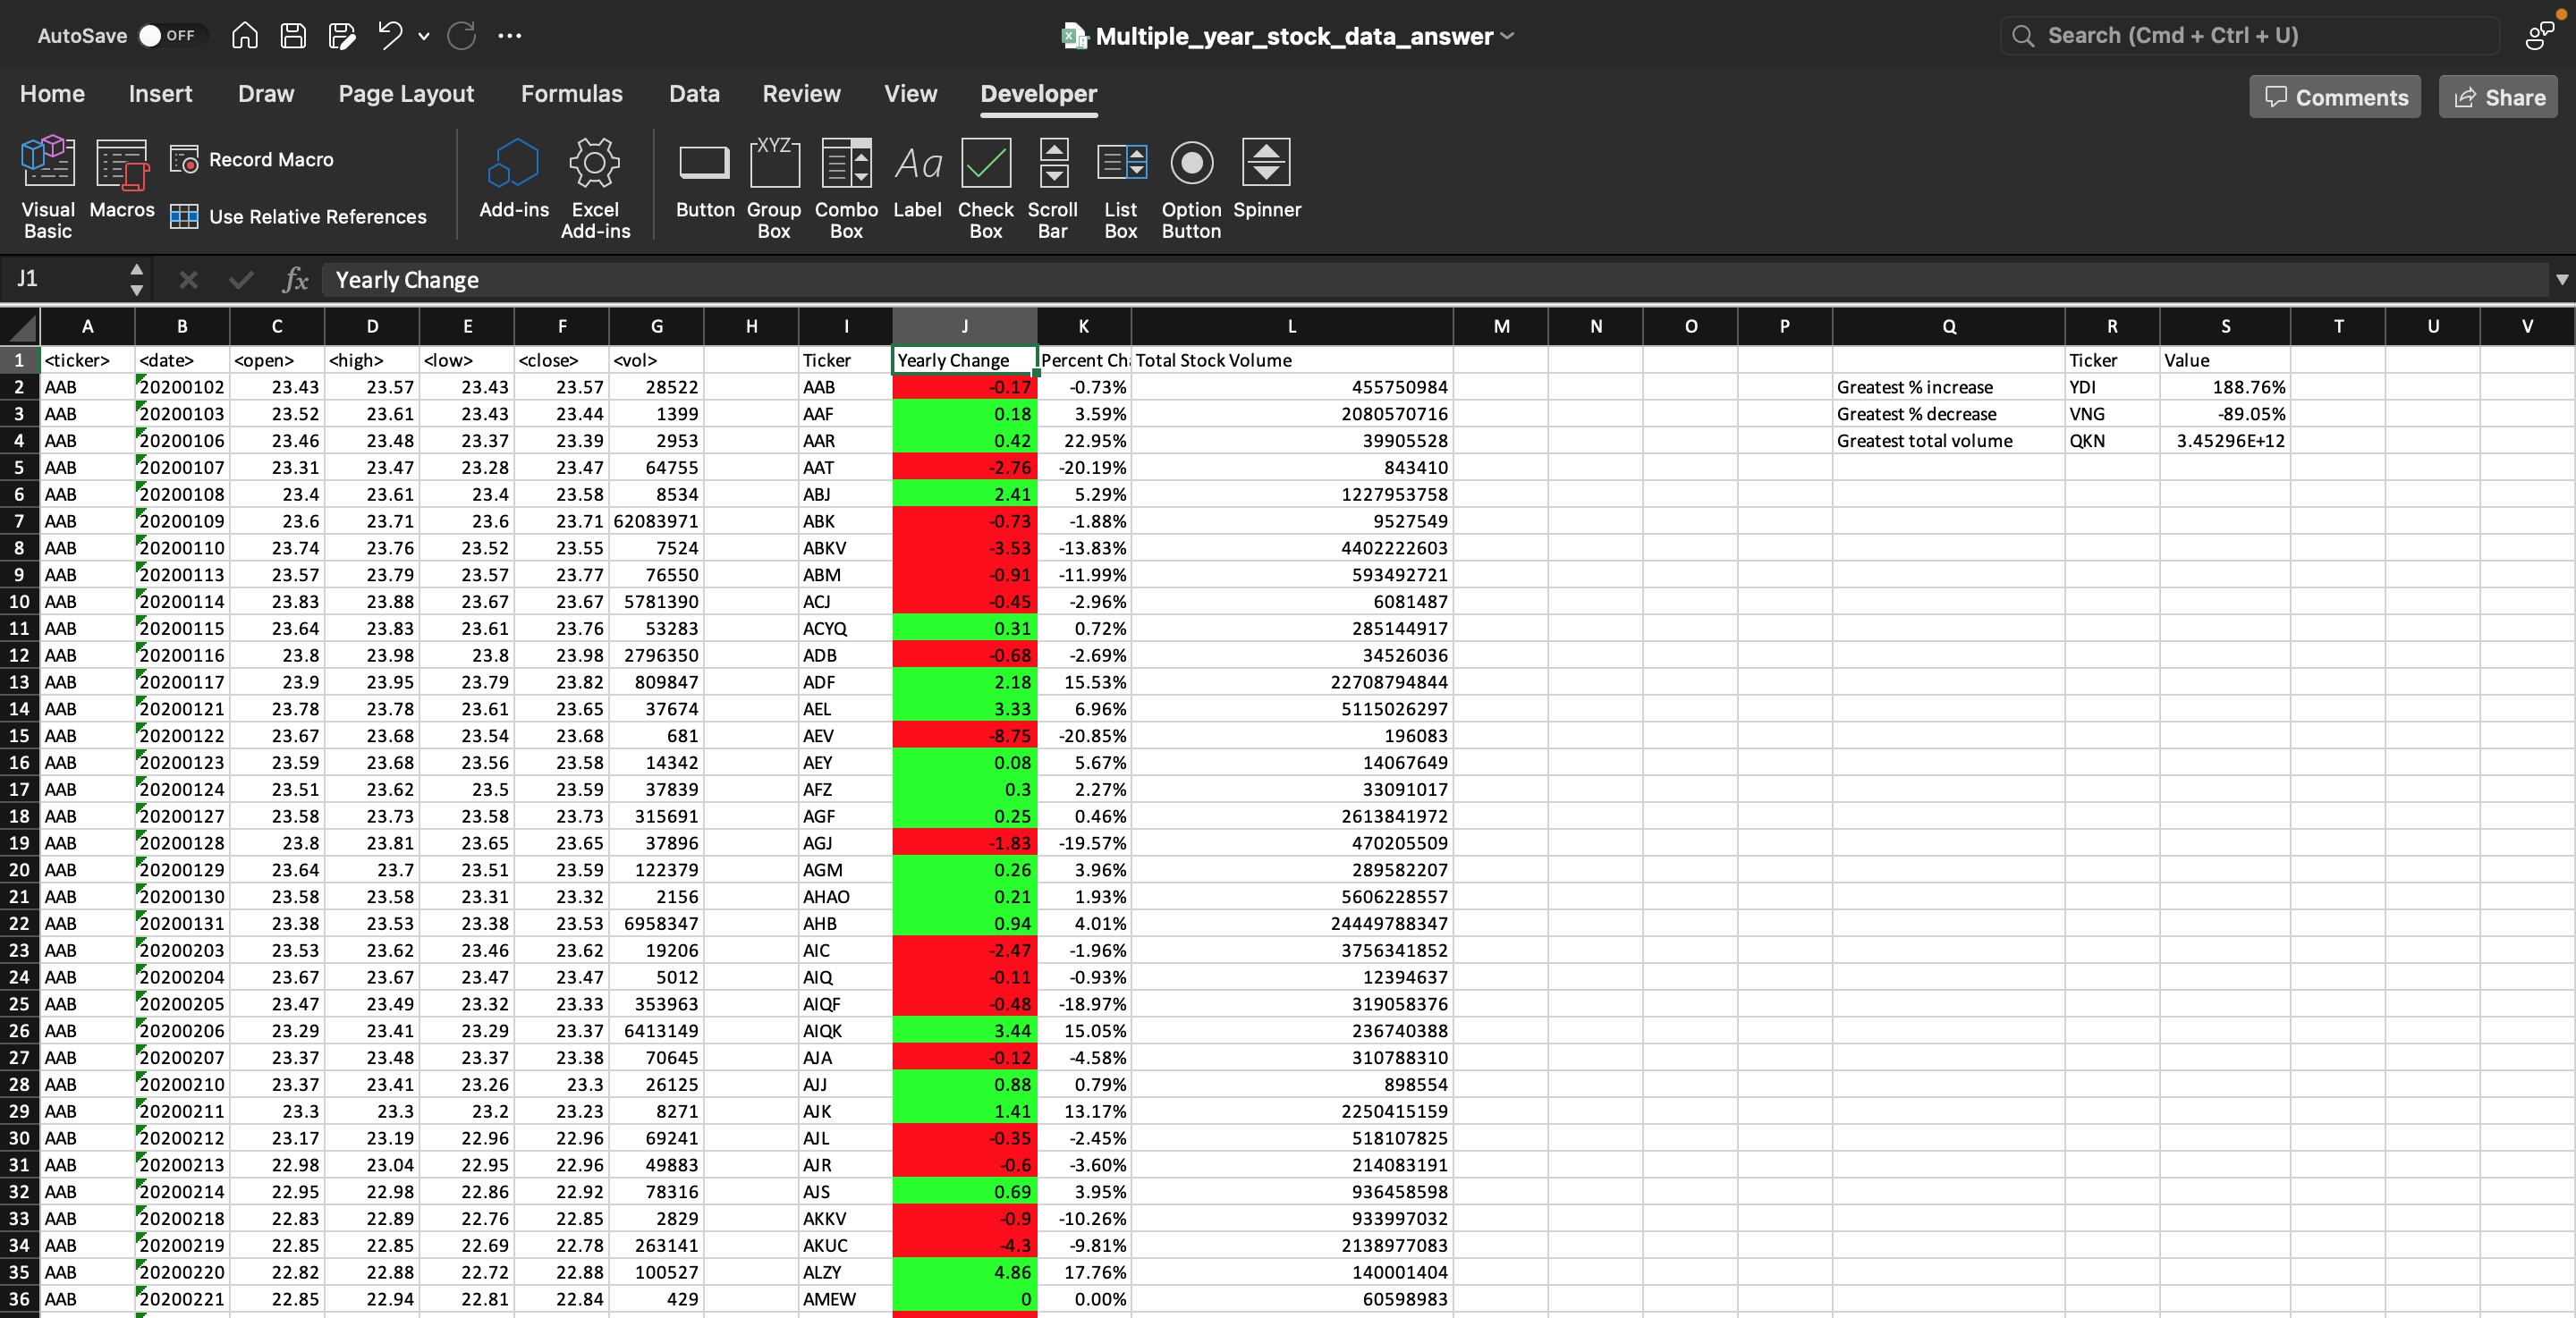 AutoSave OFF Multiple_year_stock_data_answer Search (Cmd + Ctrl + U)
Home Insert Draw Page Layout Formulas Data Review View Developer Comments Share
Visual Basic Macros Record Macro Use Relative References Add-ins Excel Add-ins Button XYZ Group Box Combo Box Aa Label Check Box Scroll Bar List Box Option Button Spinner
J1 fx Yearly Change
A B C D E F G H I J K L M N O P Q R S T U V
1 <ticker> <date> <open> <high> <low> <close> <vol> Ticker Yearly Change Percent Ch Total Stock Volume Ticker Value
2 AAB 20200102 23.43 23.57 23.43 23.57 28522 AAB -0.17 -0.73% 455750984 Greatest % increase YDI 188.76%
3 AAB 20200103 23.52 23.61 23.43 23.44 1399 AAF 0.18 3.59% 2080570716 Greatest % decrease VNG -89.05%
4 AAB 20200106 23.46 23.48 23.37 23.39 2953 AAR 0.42 22.95% 39905528 Greatest total volume QKN 3.45296E+12
5 AAB 20200107 23.31 23.47 23.28 23.47 64755 AAT -2.76 -20.19% 843410
6 AAB 20200108 23.4 23.61 23.4 23.58 8534 ABJ 2.41 5.29% 1227953758
7 AAB 20200109 23.6 23.71 23.6 23.71 62083971 ABK -0.73 -1.88% 9527549
8 AAB 20200110 23.74 23.76 23.52 23.55 7524 ABKV -3.53 -13.83% 4402222603
9 AAB 20200113 23.57 23.79 23.57 23.77 76550 ABM -0.91 -11.99% 593492721
10 AAB 20200114 23.83 23.88 23.67 23.67 5781390 ACJ -0.45 -2.96% 6081487
11 AAB 20200115 23.64 23.83 23.61 23.76 53283 ACYQ 0.31 0.72% 285144917
12 AAB 20200116 23.8 23.98 23.8 23.98 2796350 ADB -0.68 -2.69% 34526036
13 AAB 20200117 23.9 23.95 23.79 23.82 809847 ADF 2.18 15.53% 22708794844
14 AAB 20200121 23.78 23.78 23.61 23.65 37674 AEL 3.33 6.96% 5115026297
15 AAB 20200122 23.67 23.68 23.54 23.68 681 AEV -8.75 -20.85% 196083
16 AAB 20200123 23.59 23.68 23.56 23.58 14342 AEY 0.08 5.67% 14067649
17 AAB 20200124 23.51 23.62 23.5 23.59 37839 AFZ 0.3 2.27% 33091017
18 AAB 20200127 23.58 23.73 23.58 23.73 315691 AGF 0.25 0.46% 2613841972
19 AAB 20200128 23.8 23.81 23.65 23.65 37896 AGJ -1.83 -19.57% 470205509
20 AAB 20200129 23.64 23.7 23.51 23.59 122379 AGM 0.26 3.96% 289582207
21 AAB 20200130 23.58 23.58 23.31 23.32 2156 AHAO 0.21 1.93% 5606228557
22 AAB 20200131 23.38 23.53 23.38 23.53 6958347 AHB 0.94 4.01% 24449788347
23 AAB 20200203 23.53 23.62 23.46 23.62 19206 AIC -2.47 -1.96% 3756341852
24 AAB 20200204 23.67 23.67 23.47 23.47 5012 AIQ -0.11 -0.93% 12394637
25 AAB 20200205 23.47 23.49 23.32 23.33 353963 AIQF -0.48 -18.97% 319058376
26 AAB 20200206 23.29 23.41 23.29 23.37 6413149 AIQK 3.44 15.05% 236740388
27 AAB 20200207 23.37 23.48 23.37 23.38 70645 AJA -0.12 -4.58% 310788310
28 AAB 20200210 23.37 23.41 23.26 23.3 26125 AJJ 0.88 0.79% 898554
29 AAB 20200211 23.3 23.3 23.2 23.23 8271 AJK 1.41 13.17% 2250415159
30 AAB 20200212 23.17 23.19 22.96 22.96 69241 AJL -0.35 -2.45% 518107825
31 AAB 20200213 22.98 23.04 22.95 22.96 49883 AJR -0.6 -3.60% 214083191
32 AAB 20200214 22.95 22.98 22.86 22.92 78316 AJS 0.69 3.95% 936458598
33 AAB 20200218 22.83 22.89 22.76 22.85 2829 AKKV -0.9 -10.26% 933997032
34 AAB 20200219 22.85 22.85 22.69 22.78 263141 AKUC -4.3 -9.81% 2138977083
35 AAB 20200220 22.82 22.88 22.72 22.88 100527 ALZY 4.86 17.76% 140001404
36 AAB 20200221 22.85 22.94 22.81 22.84 429 AMEW 0 0.00% 60598983